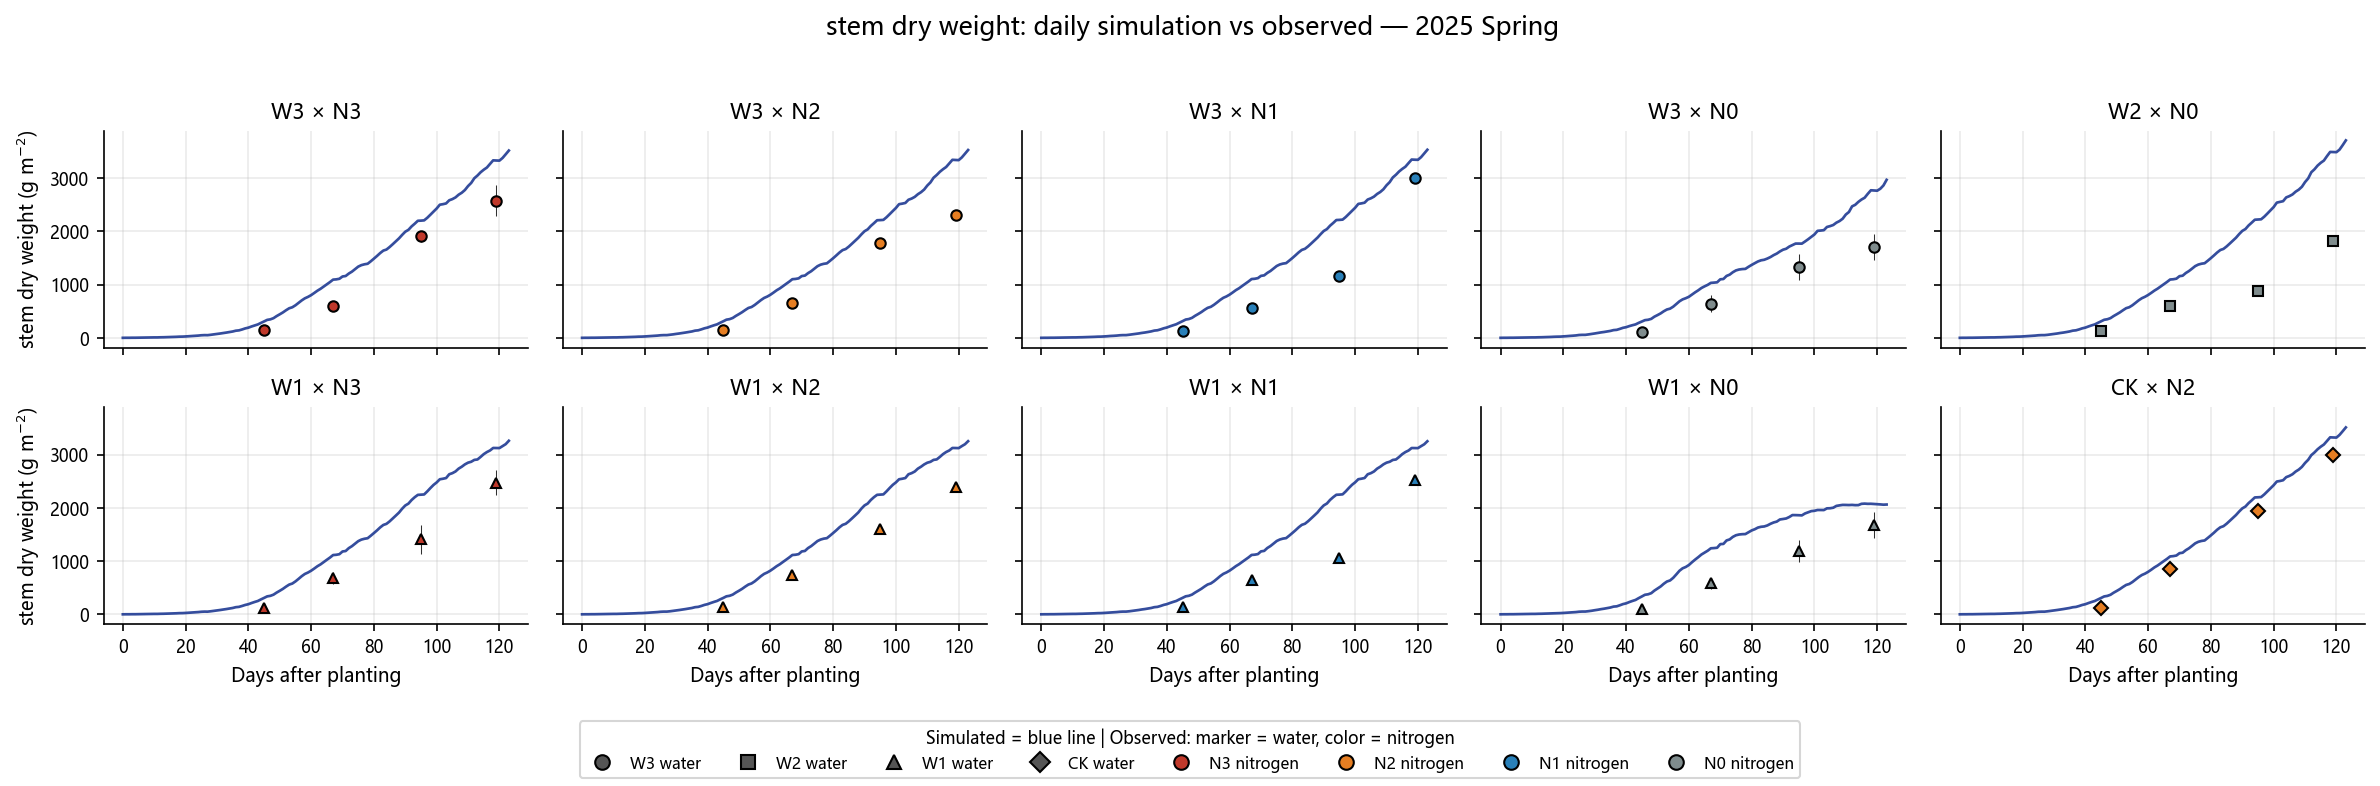 stem dry weight: daily simulation vs observed — 2025 Spring
W3 × N3
W3 × N2
W3 × N1
W3 × N0
W2 × N0
stem dry weight (g m⁻²)
3000
2000
1000
0
W1 × N3
W1 × N2
W1 × N1
W1 × N0
CK × N2
stem dry weight (g m⁻²)
3000
2000
1000
0
0 20 40 60 80 100 120
0 20 40 60 80 100 120
0 20 40 60 80 100 120
0 20 40 60 80 100 120
0 20 40 60 80 100 120
Days after planting
Days after planting
Days after planting
Days after planting
Days after planting
Simulated = blue line | Observed: marker = water, color = nitrogen
W3 water W2 water W1 water CK water N3 nitrogen N2 nitrogen N1 nitrogen N0 nitrogen